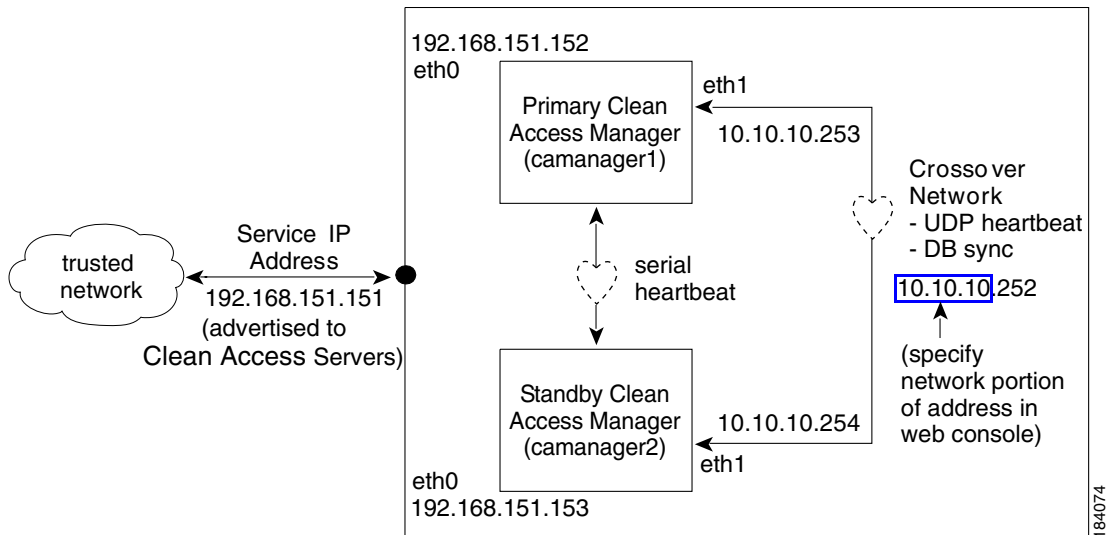 192.168.151.152
eth0
Primary Clean
Access Manager
(camanager1)
eth1
10.10.10.253
Crossover
Network
- UDP heartbeat
- DB sync
10.10.10.252
(specify
network portion
of address in
web console)
trusted
network
Service IP
Address
192.168.151.151
(advertised to
Clean Access Servers)
serial
heartbeat
Standby Clean
Access Manager
(camanager2)
10.10.10.254
eth1
eth0
192.168.151.153
184074